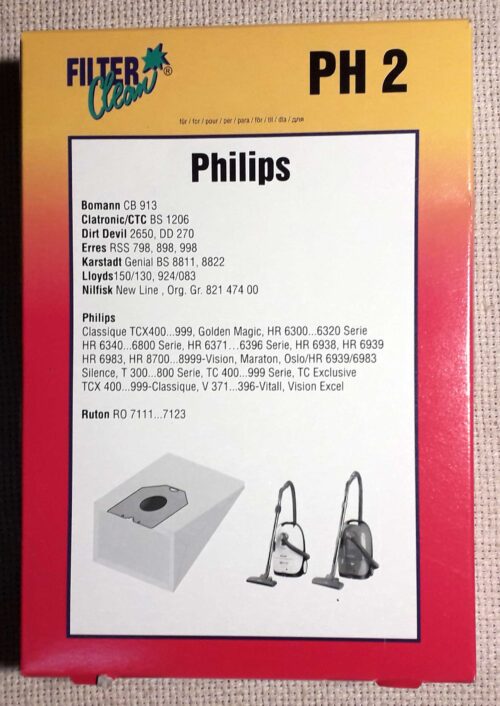 FILTER
Clean®
PH 2
für / for / pour / per / para / för / til / dla / для
Philips
Bomann CB 913
Clatronic/CTC BS 1206
Dirt Devil 2650, DD 270
Erres RSS 798, 898, 998
Karstadt Genial BS 8811, 8822
Lloyds150/130, 924/083
Nilfisk New Line , Org. Gr. 821 474 00
Philips
Classique TCX400...999, Golden Magic, HR 6300...6320 Serie
HR 6340...6800 Serie, HR 6371...6396 Serie, HR 6938, HR 6939
HR 6983, HR 8700...8999-Vision, Maraton, Oslo/HR 6939/6983
Silence, T 300...800 Serie, TC 400...999 Serie, TC Exclusive
TCX 400...999-Classique, V 371...396-Vitall, Vision Excel
Ruton RO 7111...7123